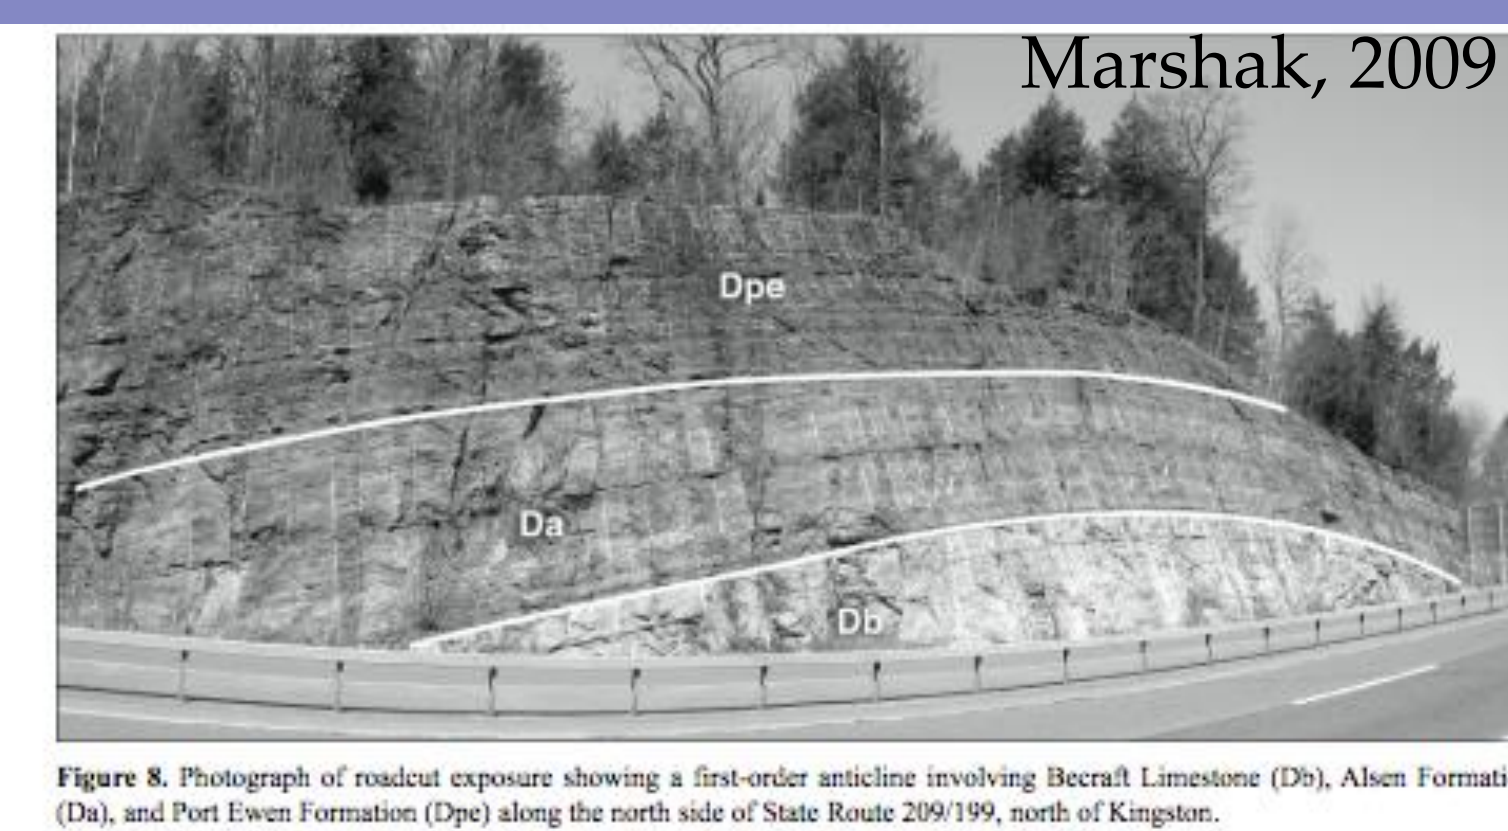 Marshak, 2009
Dpe
Da
Db
Figure 8. Photograph of roadcut exposure showing a first-order anticline involving Becraft Limestone (Db), Alsen Formati
(Da), and Port Ewen Formation (Dpe) along the north side of State Route 209/199, north of Kingston.